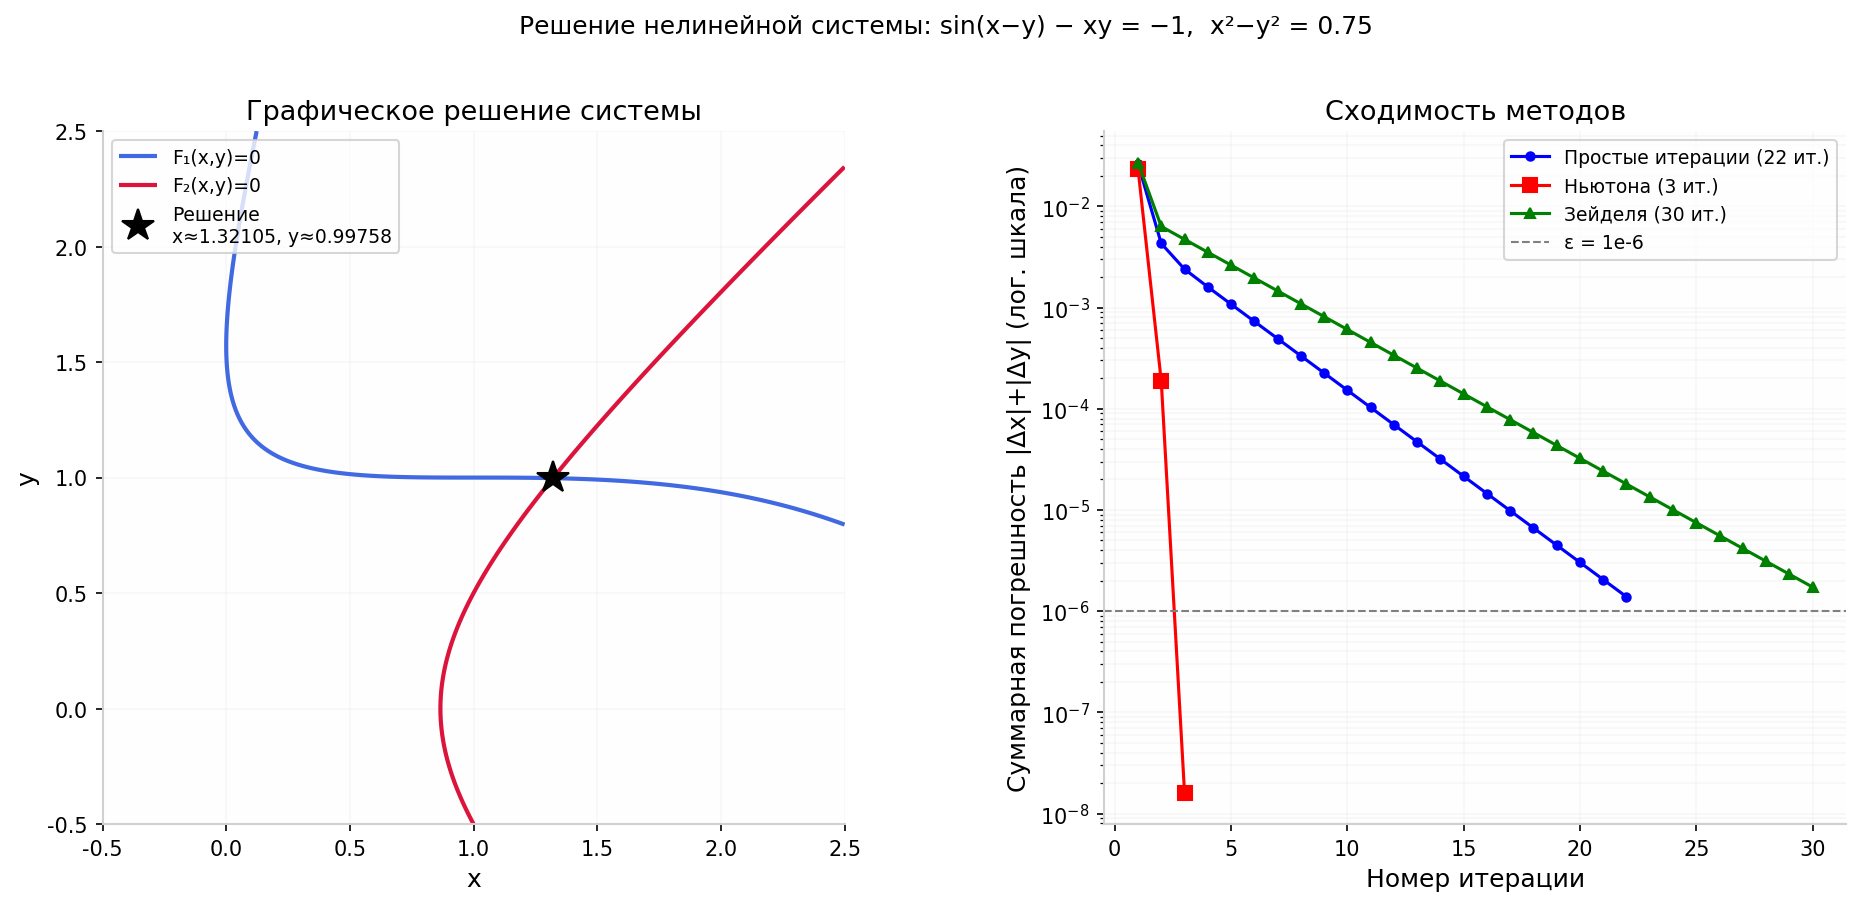 Решение нелинейной системы: sin(x−y) − xy = −1,  x²−y² = 0.75
Графическое решение системы
F₁(x,y)=0
F₂(x,y)=0
Решение
x≈1.32105, y≈0.99758
2.5
2.0
1.5
1.0
0.5
0.0
-0.5
y
-0.5 0.0 0.5 1.0 1.5 2.0 2.5
x
Сходимость методов
Простые итерации (22 ит.)
Ньютона (3 ит.)
Зейделя (30 ит.)
ε = 1e-6
Суммарная погрешность |Δx|+|Δy| (лог. шкала)
10⁻²
10⁻³
10⁻⁴
10⁻⁵
10⁻⁶
10⁻⁷
10⁻⁸
0 5 10 15 20 25 30
Номер итерации